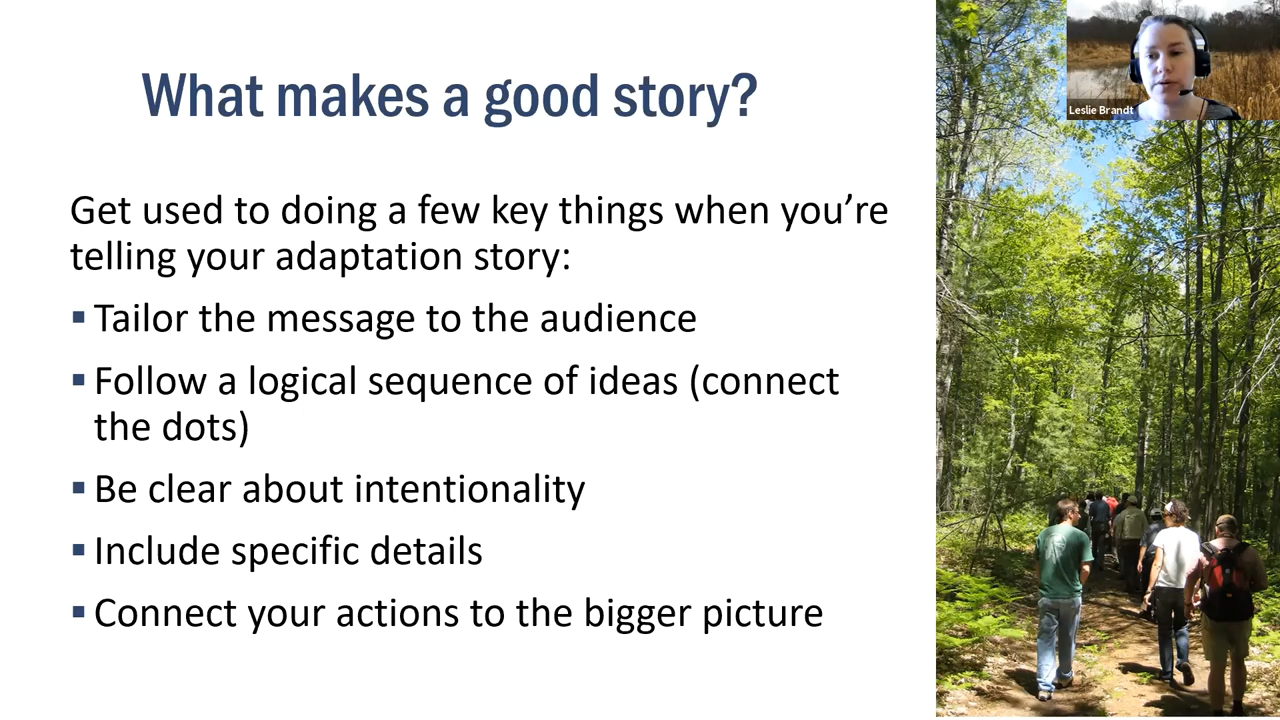 What makes a good story?
Get used to doing a few key things when you're
telling your adaptation story:
▪ Tailor the message to the audience
▪ Follow a logical sequence of ideas (connect
the dots)
▪ Be clear about intentionality
▪ Include specific details
▪ Connect your actions to the bigger picture
Leslie Brandt